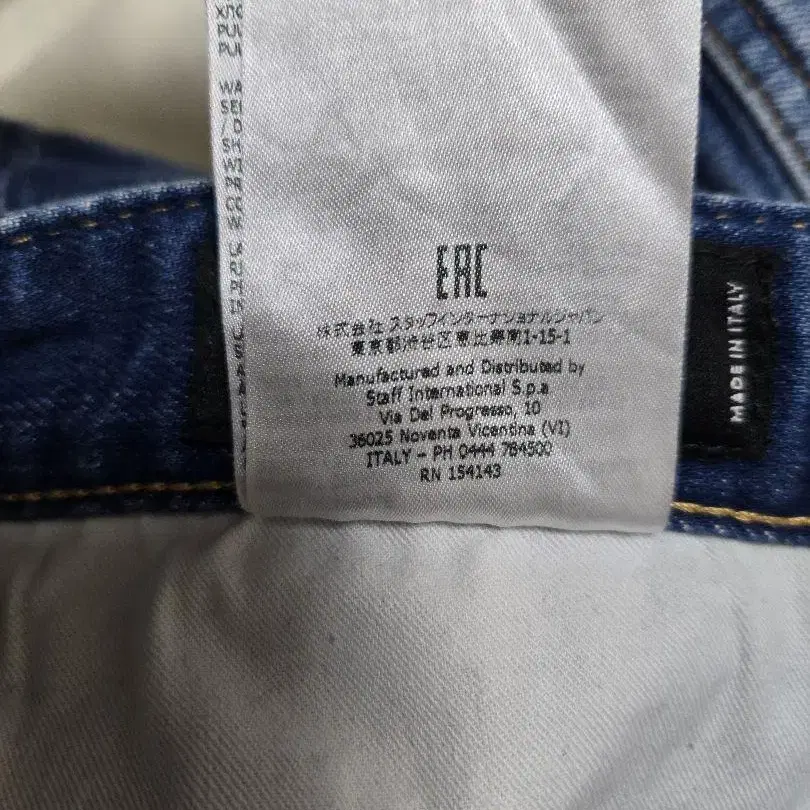 EAC
株式会社 スタッフインターナショナルジャパン
東京都渋谷区恵比寿南1-15-1
Manufactured and Distributed by
Staff International S.p.a
Via Del Progresso, 10
36025 Noventa Vicentina (VI)
ITALY - PH 0444 784500
RN 154143
MADE IN ITALY